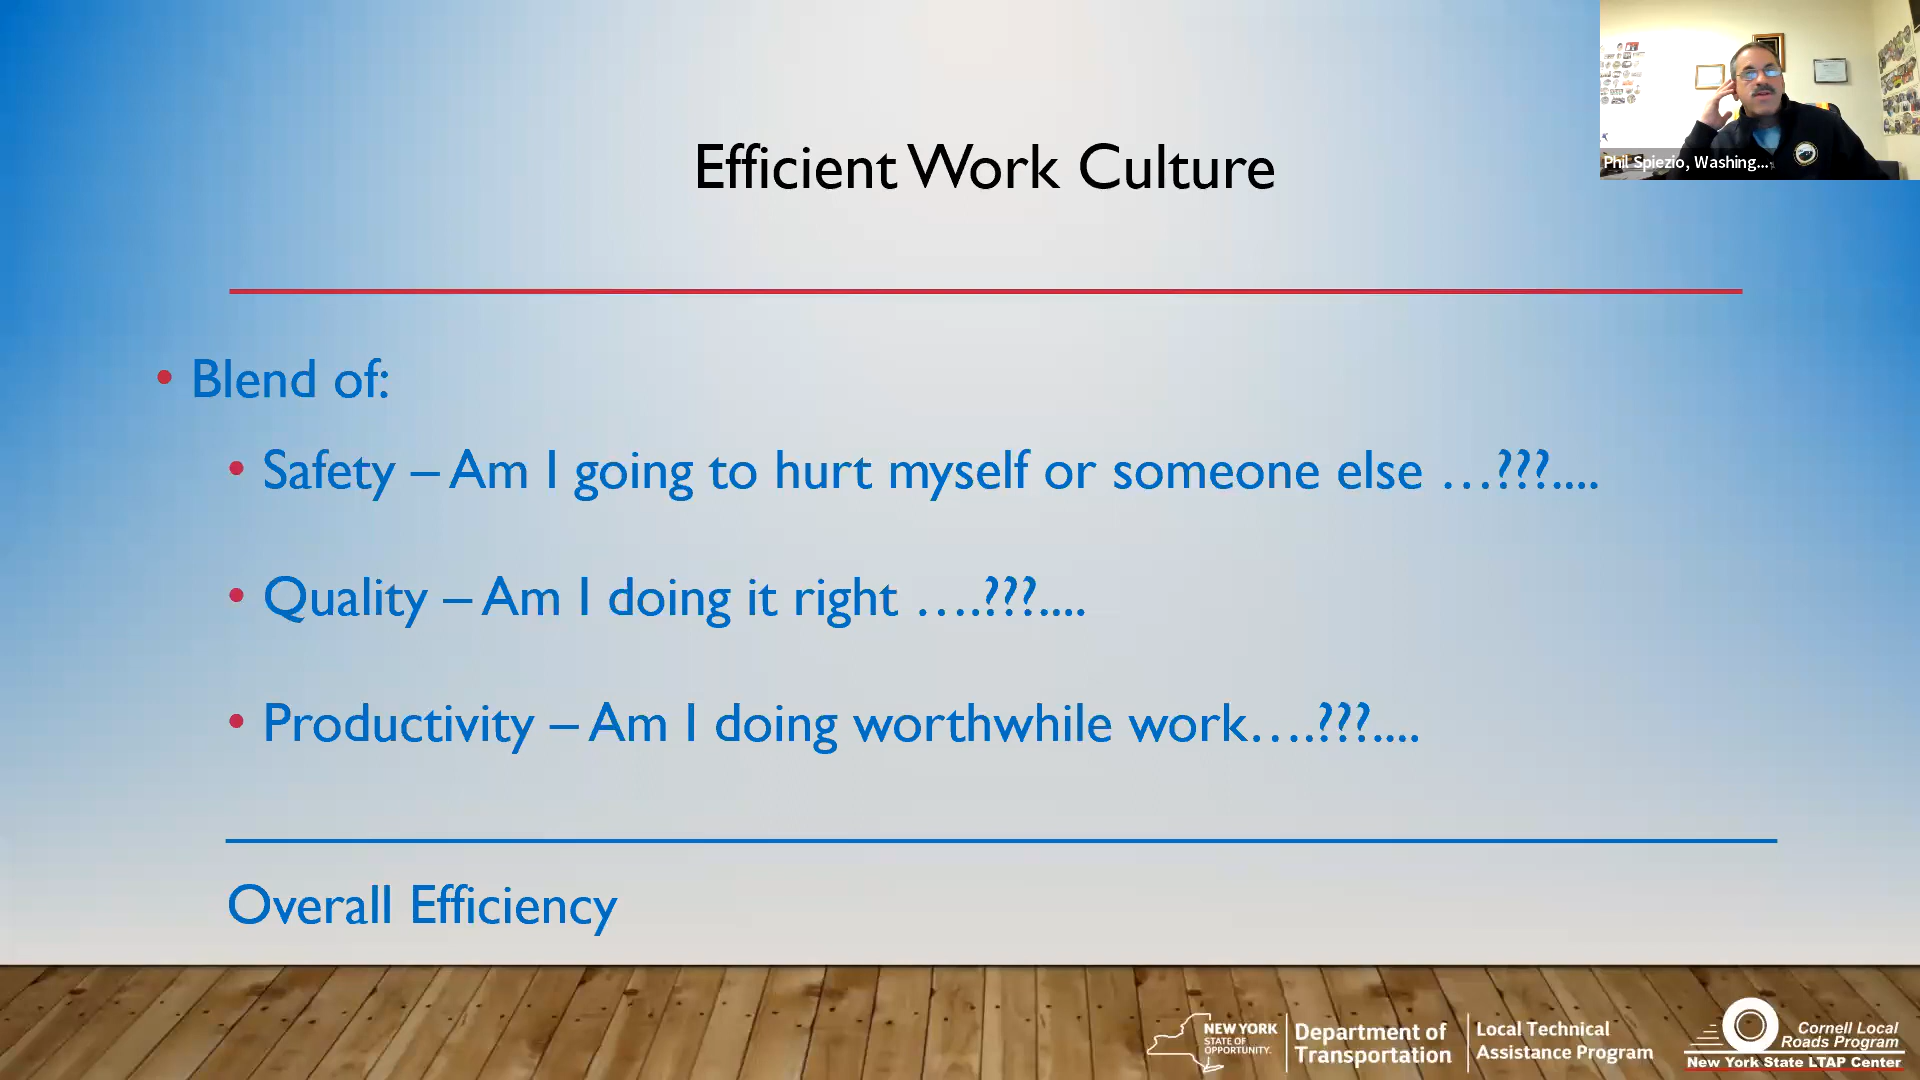 Efficient Work Culture
Phil Spiezio, Washing...
• Blend of:
• Safety – Am I going to hurt myself or someone else …???....
• Quality – Am I doing it right ….???....
• Productivity – Am I doing worthwhile work….???....
Overall Efficiency
NEW YORK
STATE OF
OPPORTUNITY.
Department of
Transportation
Local Technical
Assistance Program
Cornell Local
Roads Program
New York State LTAP Center